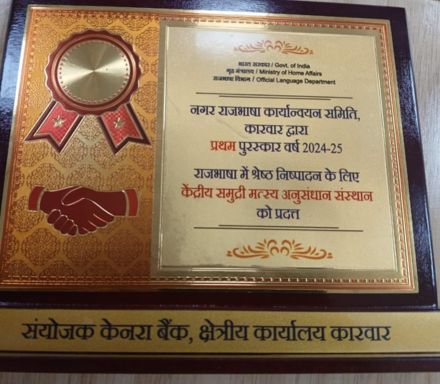 भारत सरकार / Govt. of India
गृह मंत्रालय / Ministry of Home Affairs
राजभाषा विभाग / Official Language Department
नगर राजभाषा कार्यान्वयन समिति,
कारवार द्वारा
प्रथम पुरस्कार वर्ष 2024-25
राजभाषा में श्रेष्ठ निष्पादन के लिए
केंद्रीय समुद्री मत्स्य अनुसंधान संस्थान
को प्रदत्त
संयोजक केनरा बैंक, क्षेत्रीय कार्यालय कारवार